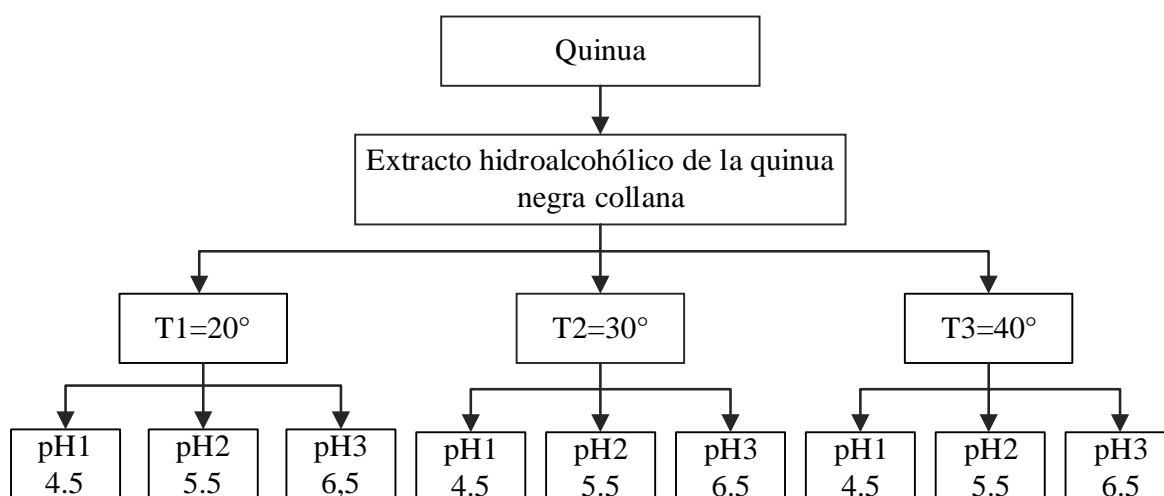 Quinua
Extracto hidroalcohólico de la quinua
negra collana
T1=20°
T2=30°
T3=40°
pH1
4.5
pH2
5.5
pH3
6,5
pH1
4.5
pH2
5.5
pH3
6.5
pH1
4.5
pH2
5.5
pH3
6.5